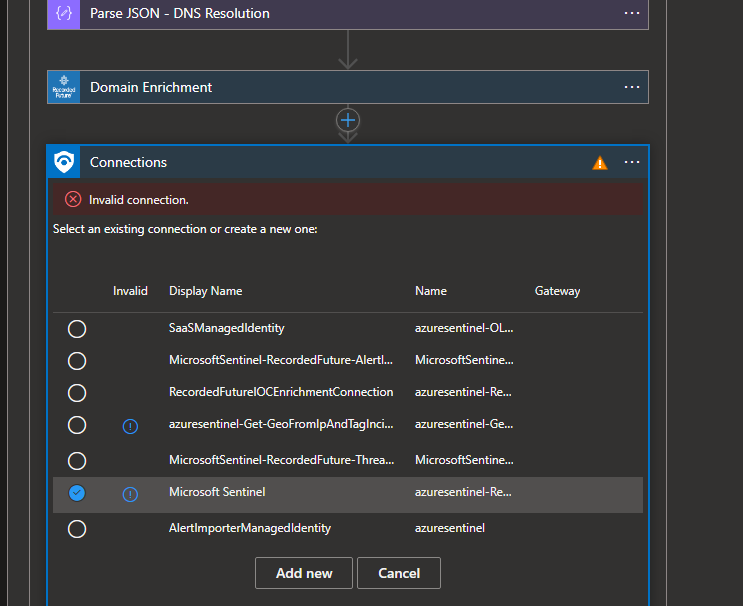 Parse JSON - DNS Resolution
Recorded
Future
Domain Enrichment
Connections
Invalid connection.
Select an existing connection or create a new one:
Invalid Display Name Name Gateway
SaaSManagedIdentity azuresentinel-OL...
MicrosoftSentinel-RecordedFuture-AlertI... MicrosoftSentine...
RecordedFutureIOCEnrichmentConnection azuresentinel-Re...
azuresentinel-Get-GeoFromIpAndTagInci... azuresentinel-Ge...
MicrosoftSentinel-RecordedFuture-Threa... MicrosoftSentine...
Microsoft Sentinel azuresentinel-Re...
AlertImporterManagedIdentity azuresentinel
Add new Cancel